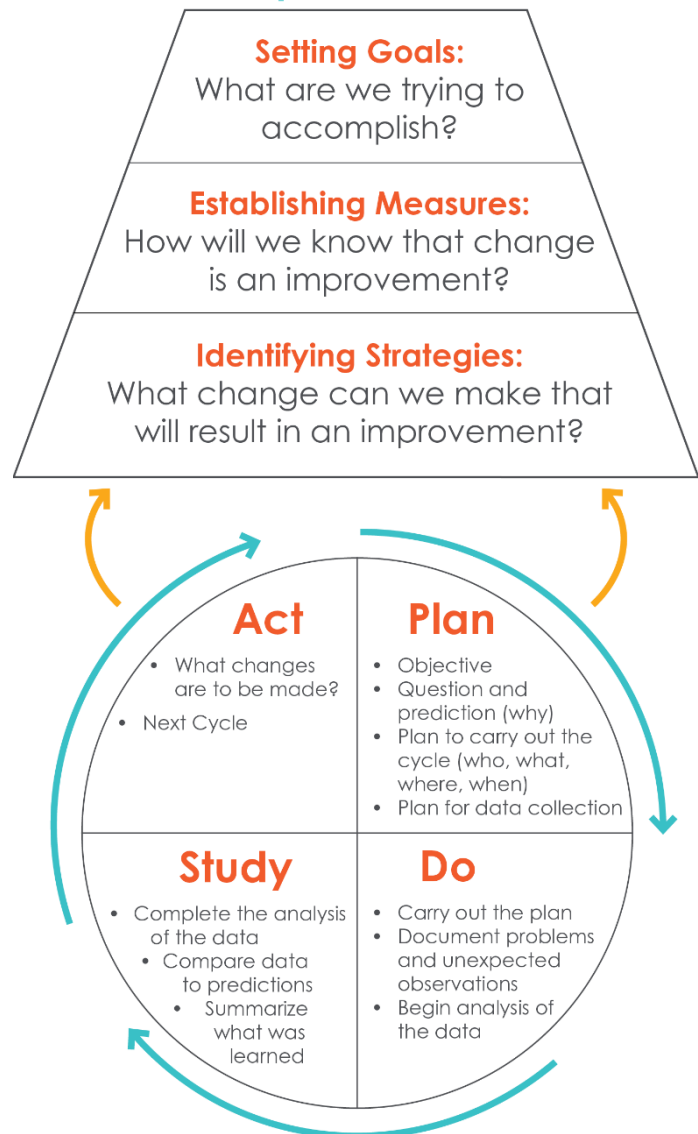 Setting Goals:
What are we trying to
accomplish?
Establishing Measures:
How will we know that change
is an improvement?
Identifying Strategies:
What change can we make that
will result in an improvement?
Act
• What changes
are to be made?
• Next Cycle
Plan
• Objective
• Question and
prediction (why)
• Plan to carry out the
cycle (who, what,
where, when)
• Plan for data collection
Study
• Complete the analysis
of the data
• Compare data
to predictions
• Summarize
what was
learned
Do
• Carry out the plan
• Document problems
and unexpected
observations
• Begin analysis of
the data